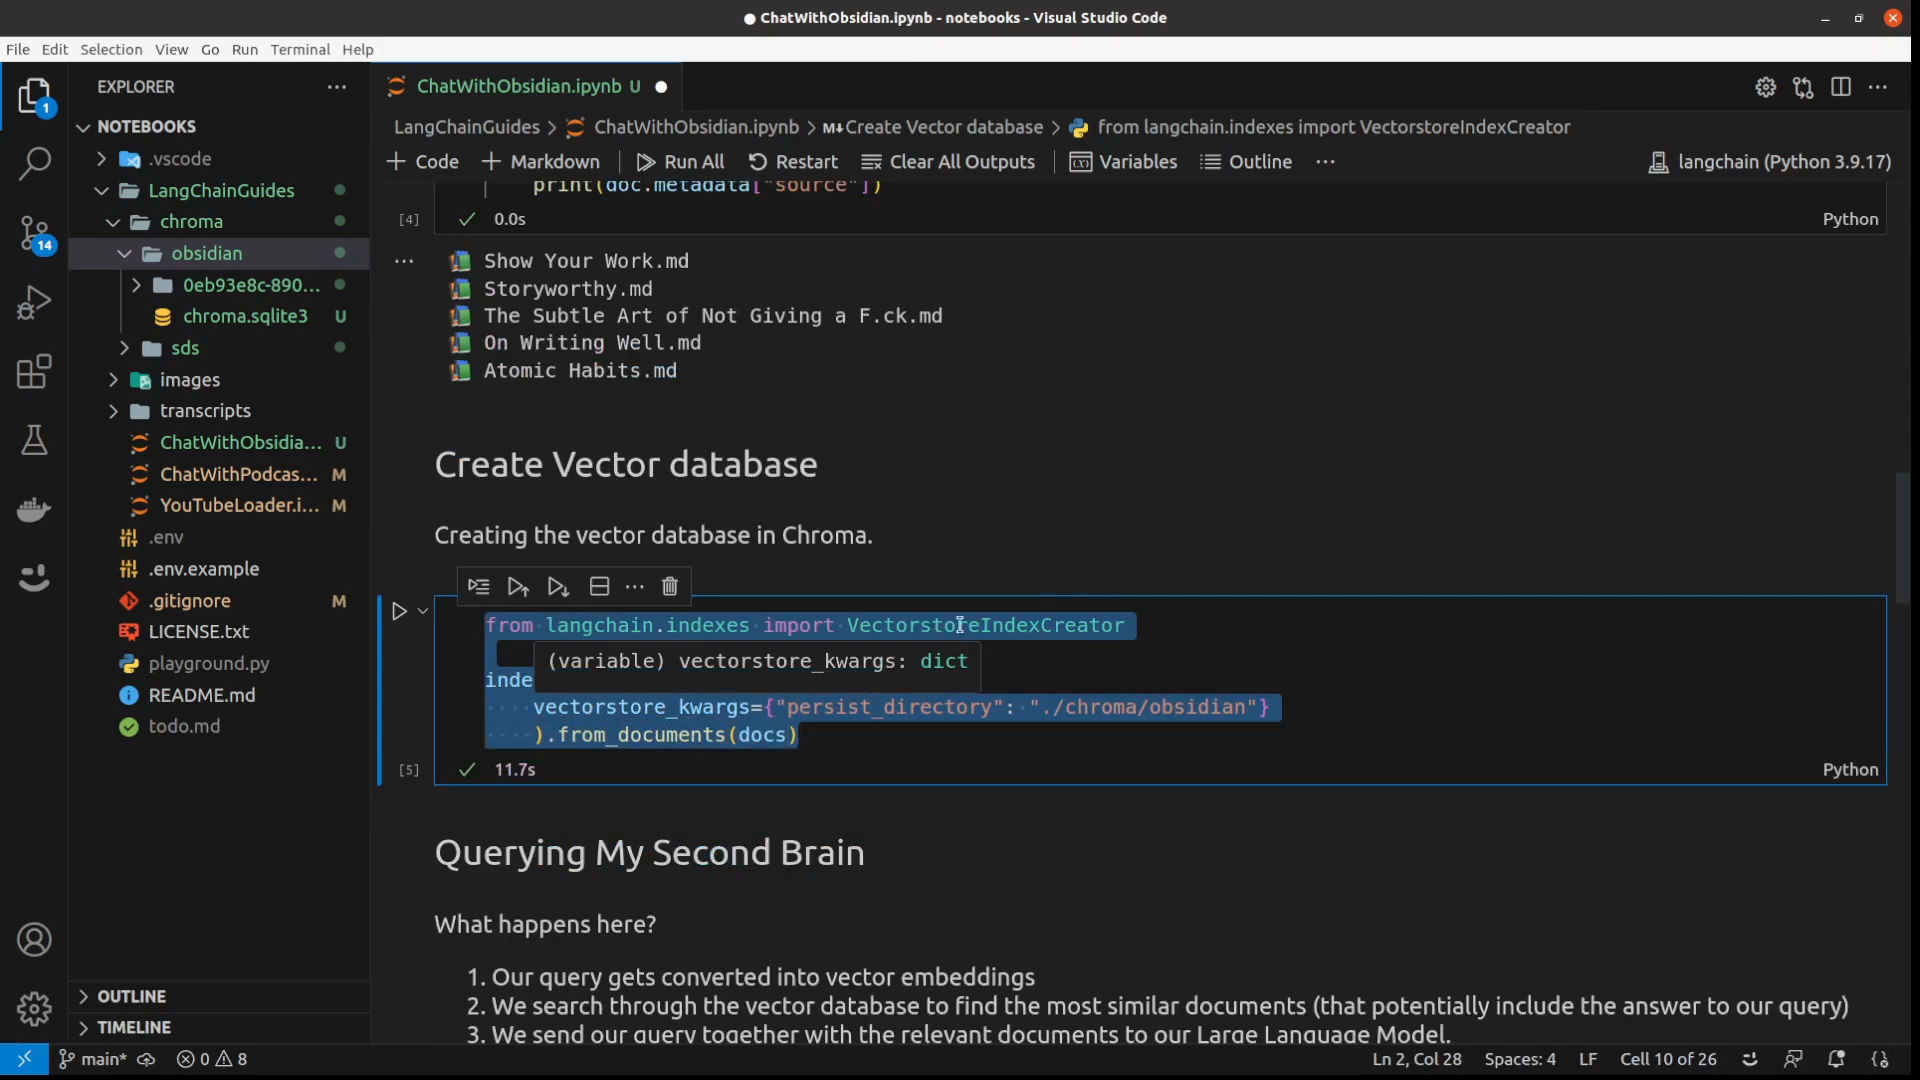 ChatWithObsidian.ipynb - notebooks - Visual Studio Code
File Edit Selection View Go Run Terminal Help
EXPLORER
ChatWithObsidian.ipynb U
NOTEBOOKS
LangChainGuides > ChatWithObsidian.ipynb > M↓Create Vector database > from langchain.indexes import VectorstoreIndexCreator
.vscode
+ Code + Markdown Run All Restart Clear All Outputs Variables Outline ... langchain (Python 3.9.17)
LangChainGuides
print(doc.metadata["source"])
chroma
[4] 0.0s Python
obsidian
Show Your Work.md
0eb93e8c-890...
Storyworthy.md
chroma.sqlite3 U
The Subtle Art of Not Giving a F.ck.md
sds
On Writing Well.md
images
Atomic Habits.md
transcripts
ChatWithObsidia... U
Create Vector database
ChatWithPodcas... M
YouTubeLoader.i... M
.env
Creating the vector database in Chroma.
.env.example
.gitignore M
LICENSE.txt
from langchain.indexes import VectorstoreIndexCreator
playground.py
(variable) vectorstore_kwargs: dict
inde
README.md
vectorstore_kwargs={"persist_directory": "./chroma/obsidian"}
todo.md
).from_documents(docs)
[5] 11.7s Python
Querying My Second Brain
What happens here?
1. Our query gets converted into vector embeddings
2. We search through the vector database to find the most similar documents (that potentially include the answer to our query)
3. We send our query together with the relevant documents to our Large Language Model.
OUTLINE
TIMELINE
1
14
main* 0 8 Ln 2, Col 28 Spaces: 4 LF Cell 10 of 26